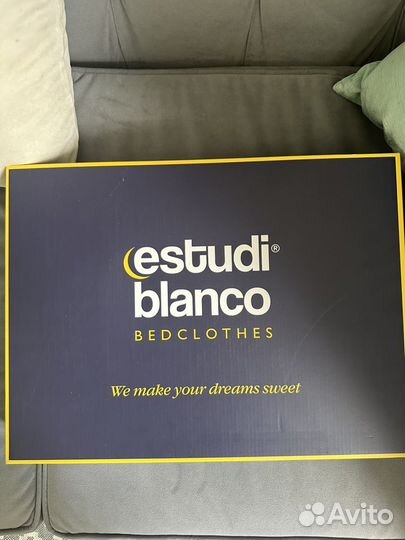 estudi®
blanco
BEDCLOTHES
We make your dreams sweet
Avito